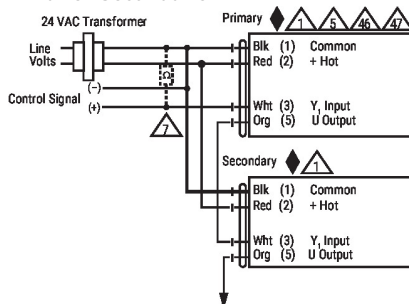 24 VAC Transformer
Primary 1 5 46 47
Line
Volts
Blk (1) Common
Red (2) + Hot
Ω
(–)
Control Signal
(+)
Wht (3) Y1 Input
Org (5) U Output
7
Secondary 1
Blk (1) Common
Red (2) + Hot
Wht (3) Y1 Input
Org (5) U Output